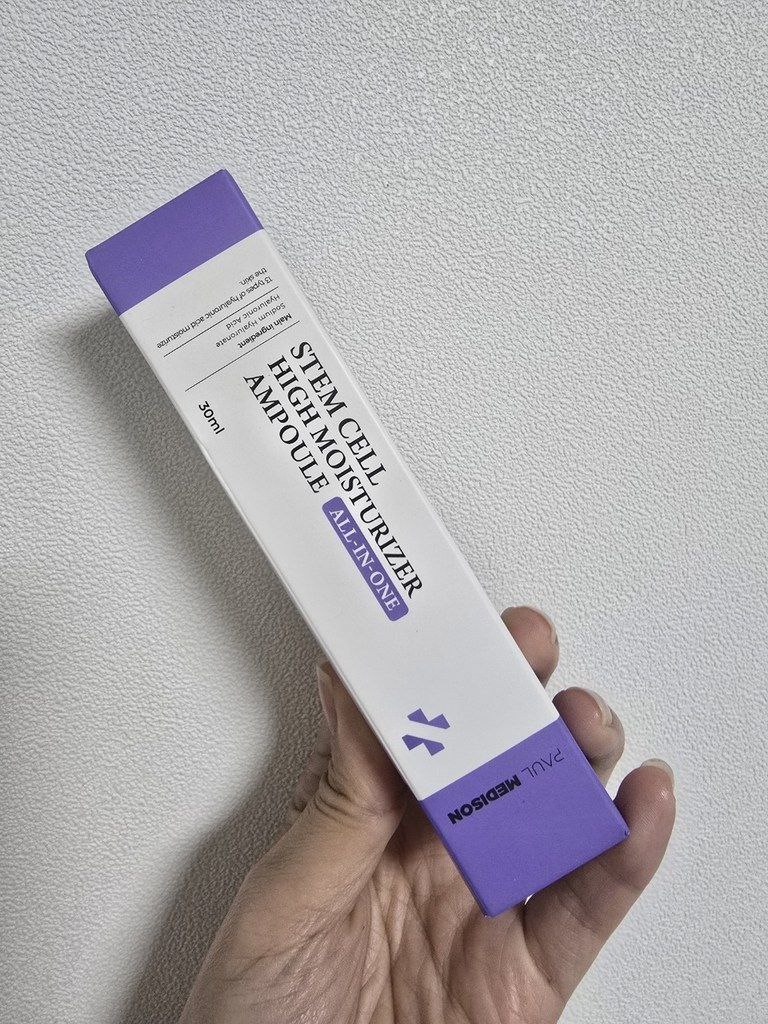 PAUL MEDISON
STEM CELL
HIGH MOISTURIZER
AMPOULE
ALL-IN-ONE
30ml
Main ingredient
Sodium Hyaluronate
Hyaluronic Acid
13 types of hyaluronic acid moisturize
the skin.